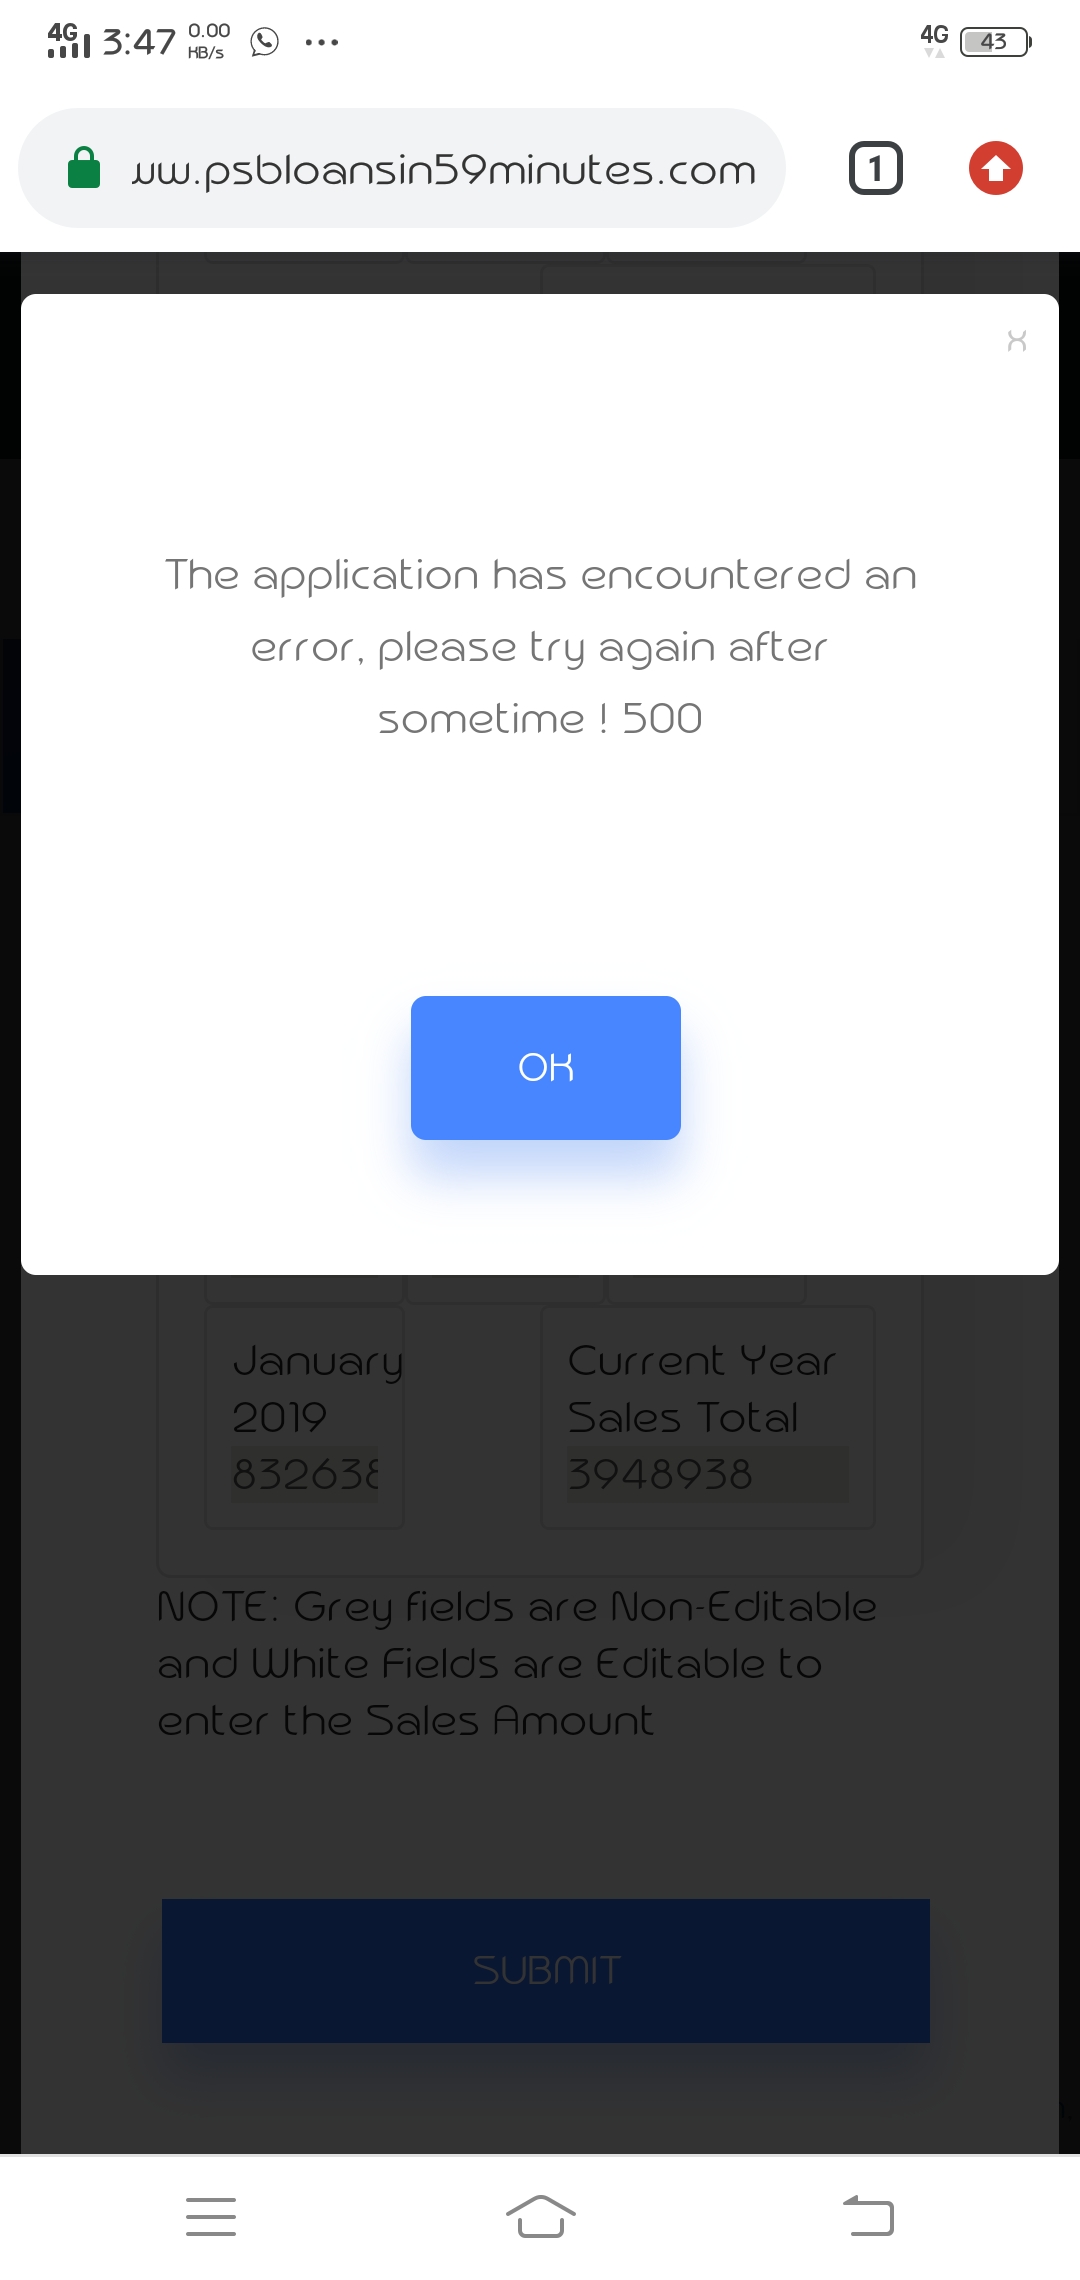 4G 3:47 0.00 KB/s 4G 43
ww.psbloansin59minutes.com 1
x
The application has encountered an
error, please try again after
sometime ! 500
OK
January Current Year
2019 Sales Total
832638 3948938
NOTE: Grey fields are Non-Editable
and White Fields are Editable to
enter the Sales Amount
SUBMIT